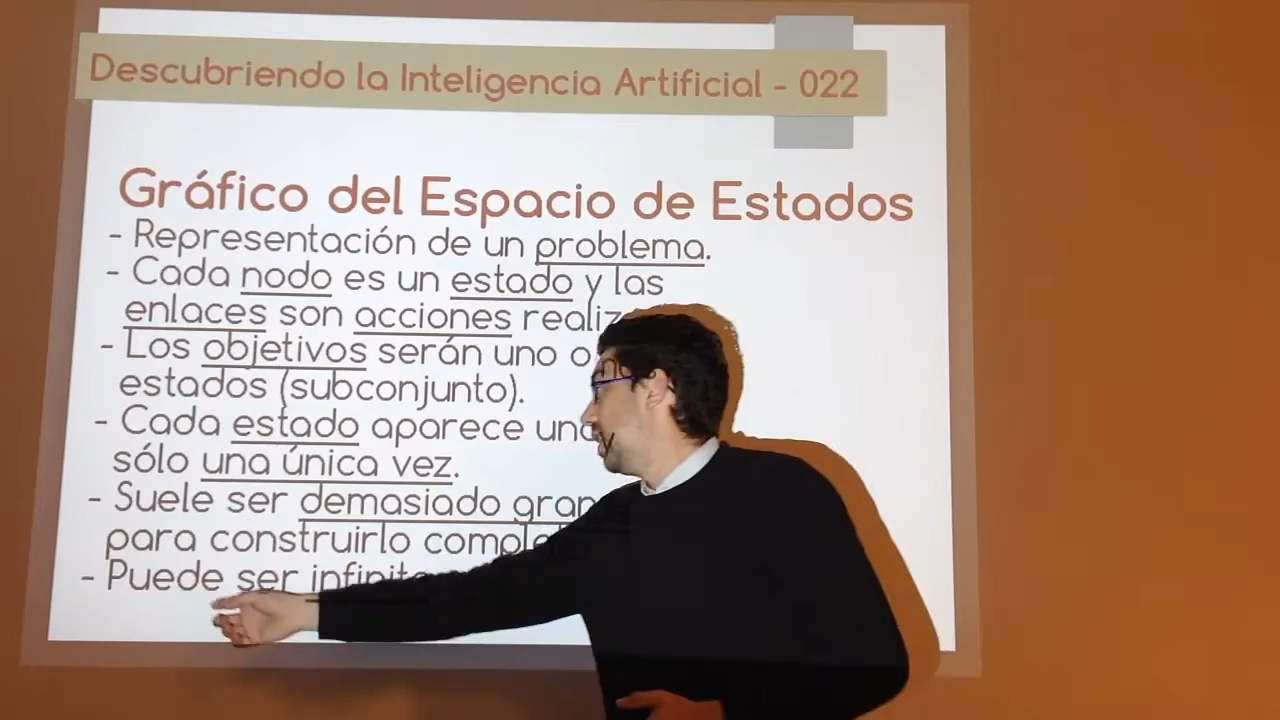 Descubriendo la Inteligencia Artificial - 022
Gráfico del Espacio de Estados
- Representación de un problema.
- Cada nodo es un estado y las
enlaces son acciones
- Los objetivos serán uno o
estados (subconjunto).
- Cada estado aparece
sólo una única vez.
- Suele ser demasiado
para construirlo
- Puede ser